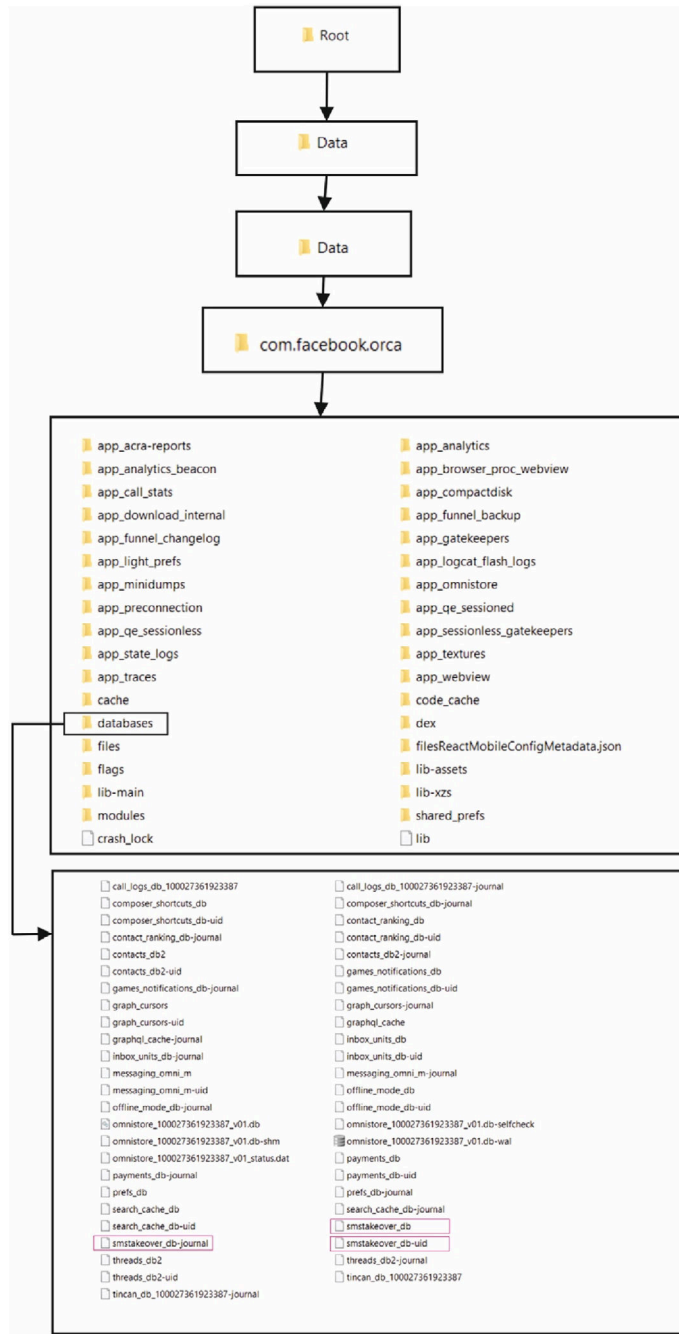 Root
Data
Data
com.facebook.orca
app_acra-reports app_analytics
app_analytics_beacon app_browser_proc_webview
app_call_stats app_compactdisk
app_download_internal app_funnel_backup
app_funnel_changelog app_gatekeepers
app_light_prefs app_logcat_flash_logs
app_minidumps app_omnistore
app_preconnection app_qe_sessioned
app_qe_sessionless app_sessionless_gatekeepers
app_state_logs app_textures
app_traces app_webview
cache code_cache
databases dex
files filesReactMobileConfigMetadata.json
flags lib-assets
lib-main lib-xzs
modules shared_prefs
crash_lock lib
call_logs_db_100027361923387 call_logs_db_100027361923387-journal
composer_shortcuts_db composer_shortcuts_db-journal
composer_shortcuts_db-uid contact_ranking_db
contact_ranking_db-journal contact_ranking_db-uid
contacts_db2 contacts_db2-journal
contacts_db2-uid games_notifications_db
games_notifications_db-journal games_notifications_db-uid
graph_cursors graph_cursors-journal
graph_cursors-uid graphql_cache
graphql_cache-journal inbox_units_db
inbox_units_db-journal inbox_units_db-uid
messaging_omni_m messaging_omni_m-journal
messaging_omni_m-uid offline_mode_db
offline_mode_db-journal offline_mode_db-uid
omnistore_100027361923387_v01.db omnistore_100027361923387_v01.db-selfcheck
omnistore_100027361923387_v01.db-shm omnistore_100027361923387_v01.db-wal
omnistore_100027361923387_v01_status.dat payments_db
payments_db-journal payments_db-uid
prefs_db prefs_db-journal
search_cache_db search_cache_db-journal
search_cache_db-uid smstakeover_db
smstakeover_db-journal smstakeover_db-uid
threads_db2 threads_db2-journal
threads_db2-uid tincan_db_100027361923387
tincan_db_100027361923387-journal